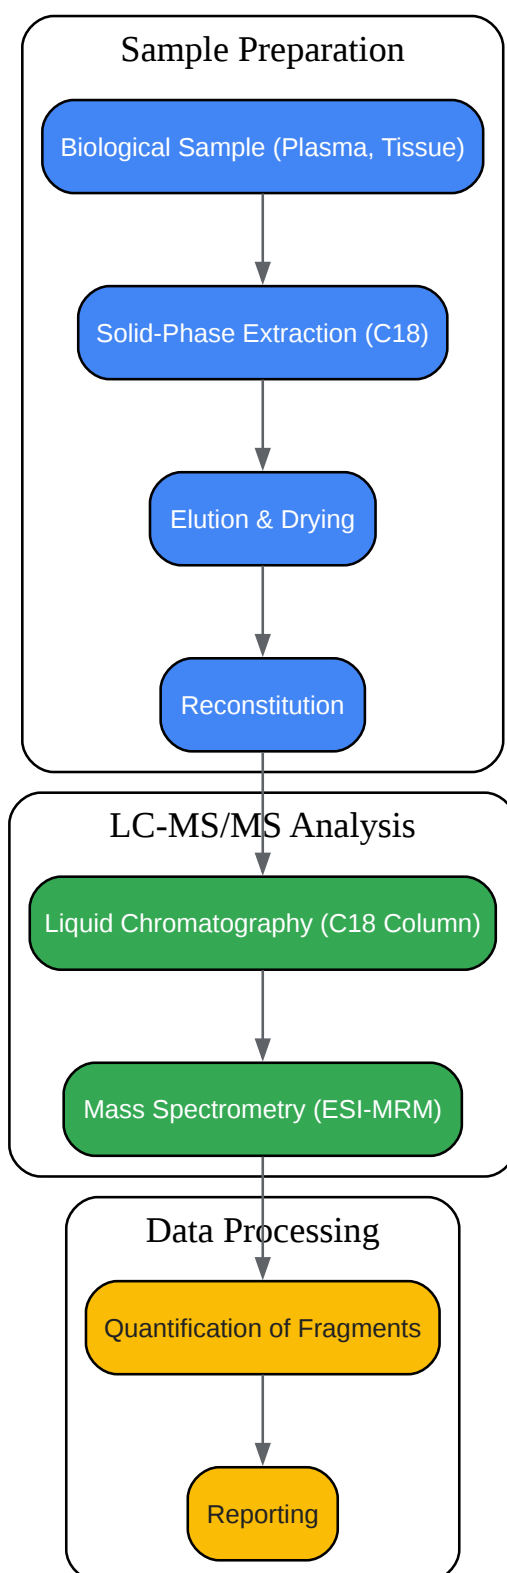 Sample Preparation
Biological Sample (Plasma, Tissue)
Solid-Phase Extraction (C18)
Elution & Drying
Reconstitution
LC-MS/MS Analysis
Liquid Chromatography (C18 Column)
Mass Spectrometry (ESI-MRM)
Data Processing
Quantification of Fragments
Reporting